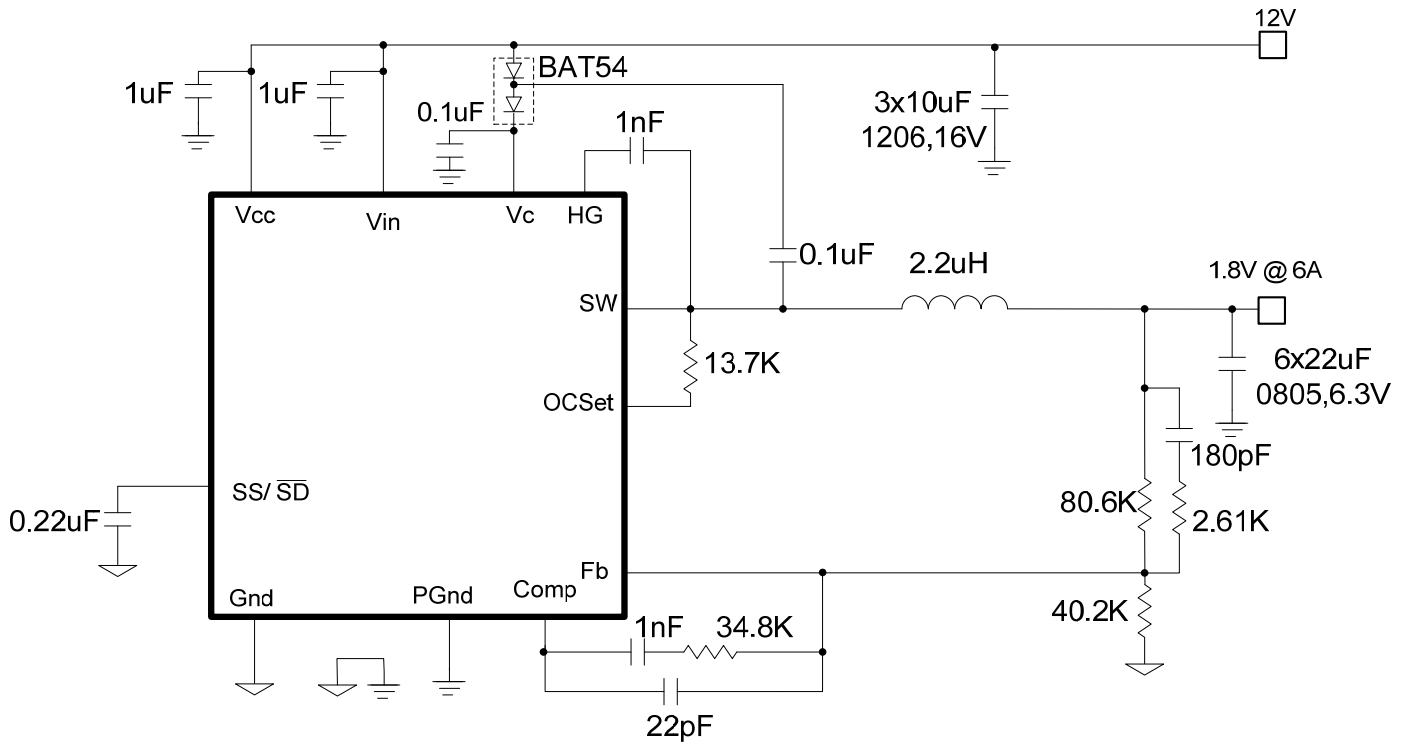 12V
1uF
1uF
BAT54
0.1uF
3x10uF
1206,16V
1nF
Vcc
Vin
Vc
HG
0.1uF
2.2uH
1.8V @ 6A
SW
13.7K
6x22uF
0805,6.3V
OCSet
180pF
SS/ SD
80.6K
2.61K
0.22uF
Fb
Comp
Gnd
PGnd
40.2K
1nF
34.8K
22pF